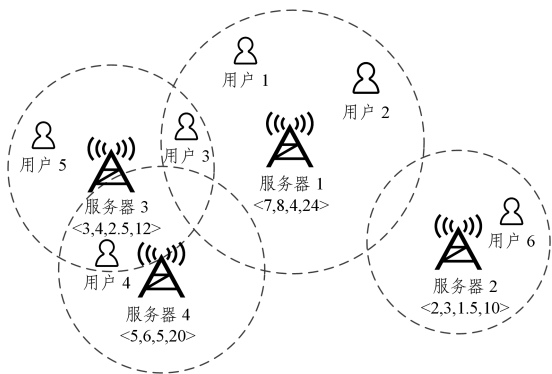 用户 1
用户 2
用户 3
用户 5
服务器 1
<7,8,4,24>
服务器 3
<3,4,2.5,12>
用户 6
用户 4
服务器 2
<2,3,1.5,10>
服务器 4
<5,6,5,20>